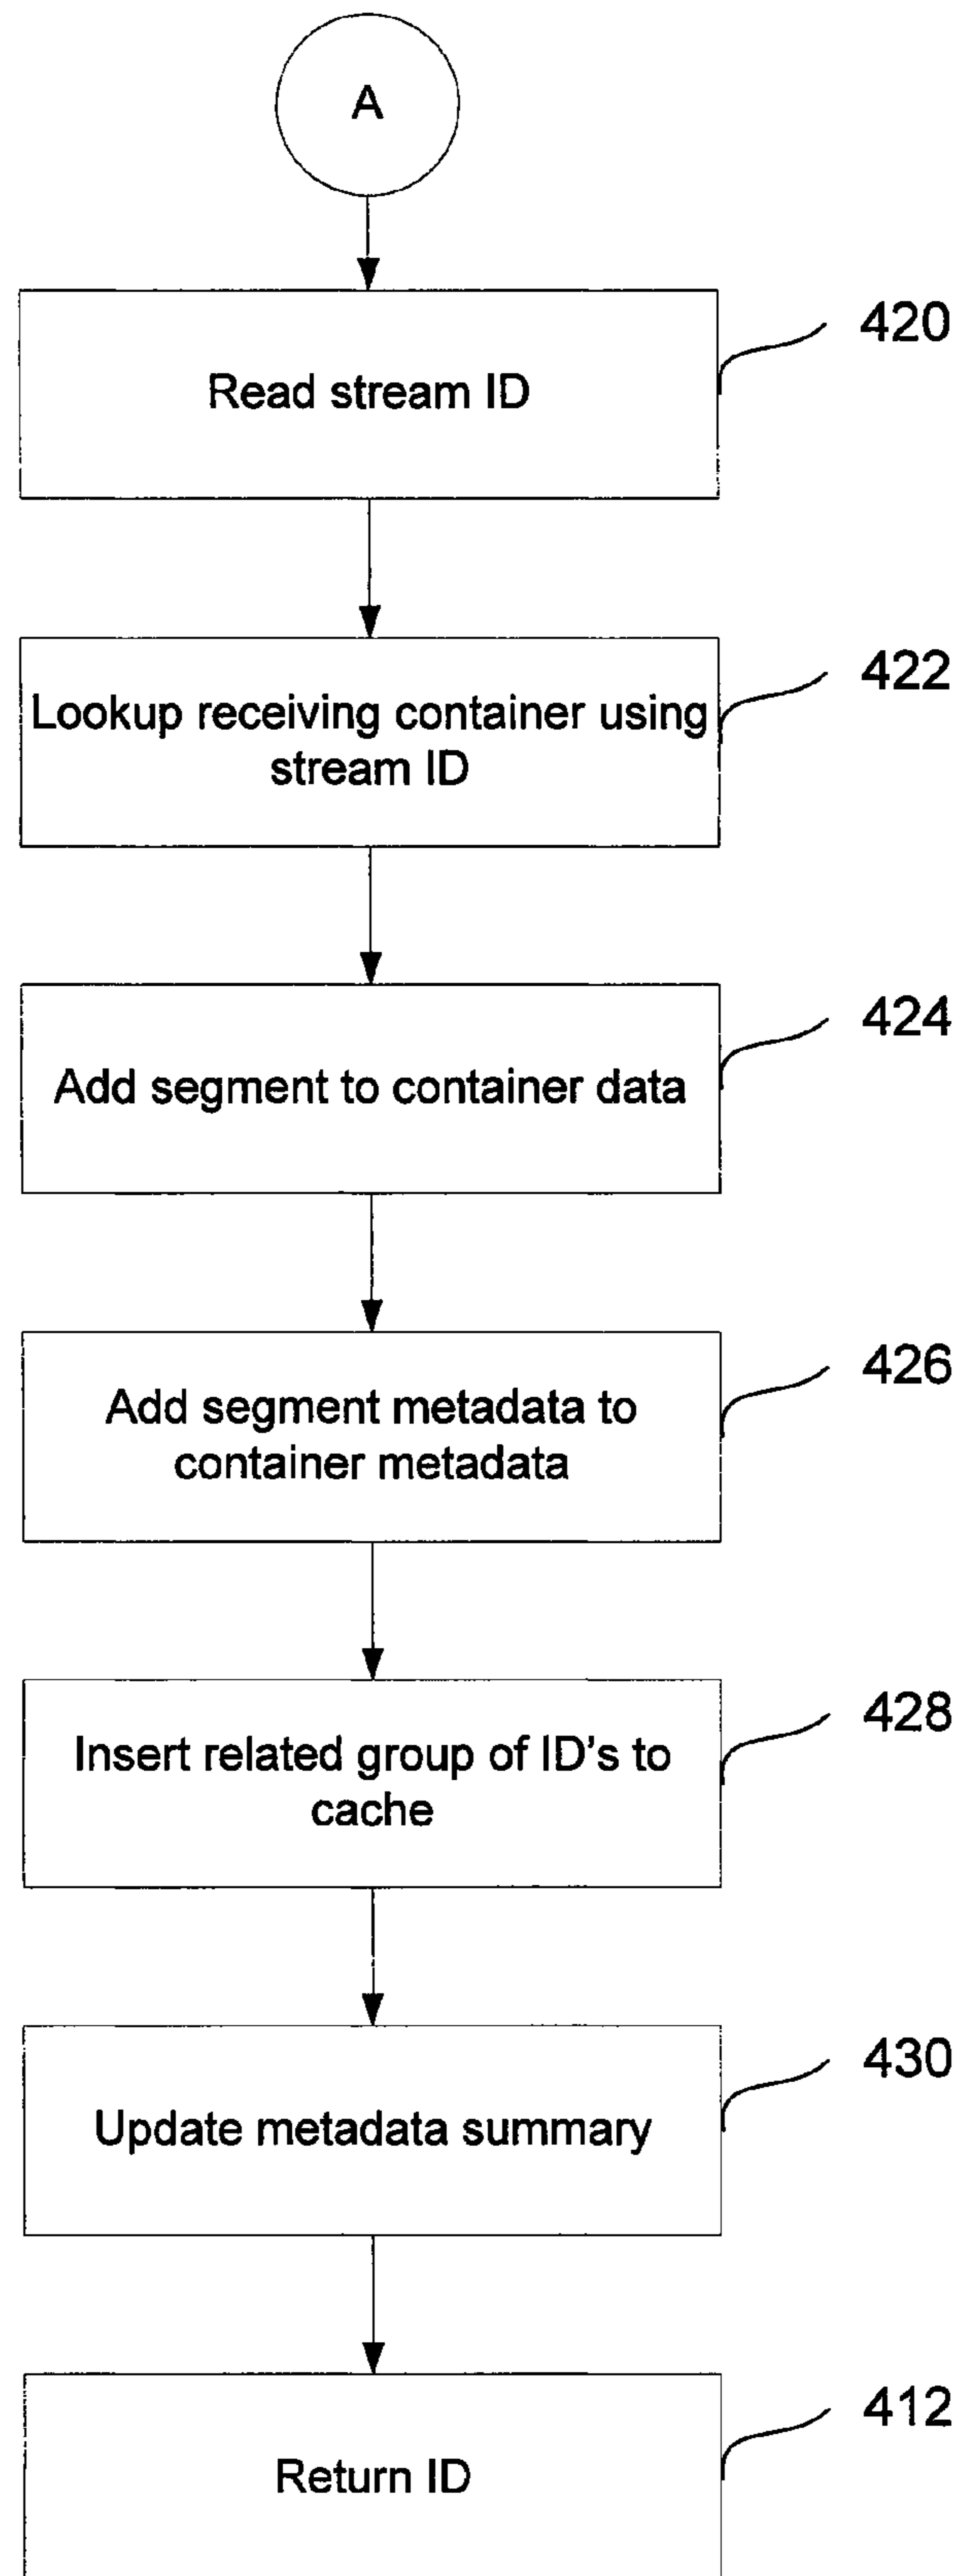 A
420
Read stream ID
422
Lookup receiving container using
stream ID
424
Add segment to container data
426
Add segment metadata to
container metadata
428
Insert related group of ID's to
cache
430
Update metadata summary
412
Return ID